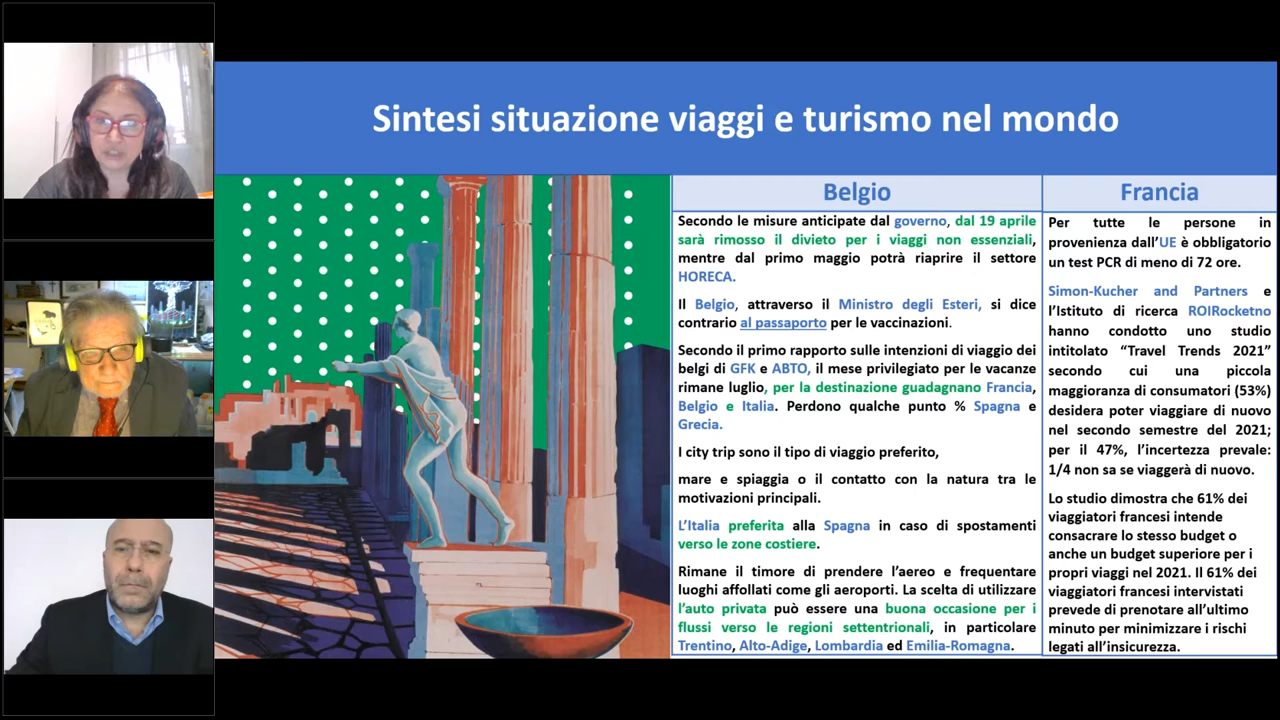 Sintesi situazione viaggi e turismo nel mondo
Belgio
Secondo le misure anticipate dal governo, dal 19 aprile
sarà rimosso il divieto per i viaggi non essenziali,
mentre dal primo maggio potrà riaprire il settore
HORECA.
Il Belgio, attraverso il Ministro degli Esteri, si dice
contrario al passaporto per le vaccinazioni.
Secondo il primo rapporto sulle intenzioni di viaggio dei
belgi di GFK e ABTO, il mese privilegiato per le vacanze
rimane luglio, per la destinazione guadagnano Francia,
Belgio e Italia. Perdono qualche punto % Spagna e
Grecia.
I city trip sono il tipo di viaggio preferito,
mare e spiaggia o il contatto con la natura tra le
motivazioni principali.
L'Italia preferita alla Spagna in caso di spostamenti
verso le zone costiere.
Rimane il timore di prendere l'aereo e frequentare
luoghi affollati come gli aeroporti. La scelta di utilizzare
l'auto privata può essere una buona occasione per i
flussi verso le regioni settentrionali, in particolare
Trentino, Alto-Adige, Lombardia ed Emilia-Romagna.
Francia
Per tutte le persone in
provenienza dall'UE è obbligatorio
un test PCR di meno di 72 ore.
Simon-Kucher and Partners e
l'Istituto di ricerca ROIRocketno
hanno condotto uno studio
intitolato “Travel Trends 2021”
secondo cui una piccola
maggioranza di consumatori (53%)
desidera poter viaggiare di nuovo
nel secondo semestre del 2021;
per il 47%, l'incertezza prevale:
1/4 non sa se viaggerà di nuovo.
Lo studio dimostra che 61% dei
viaggiatori francesi intende
consacrare lo stesso budget o
anche un budget superiore per i
propri viaggi nel 2021. Il 61% dei
viaggiatori francesi intervistati
prevede di prenotare all'ultimo
minuto per minimizzare i rischi
legati all'insicurezza.